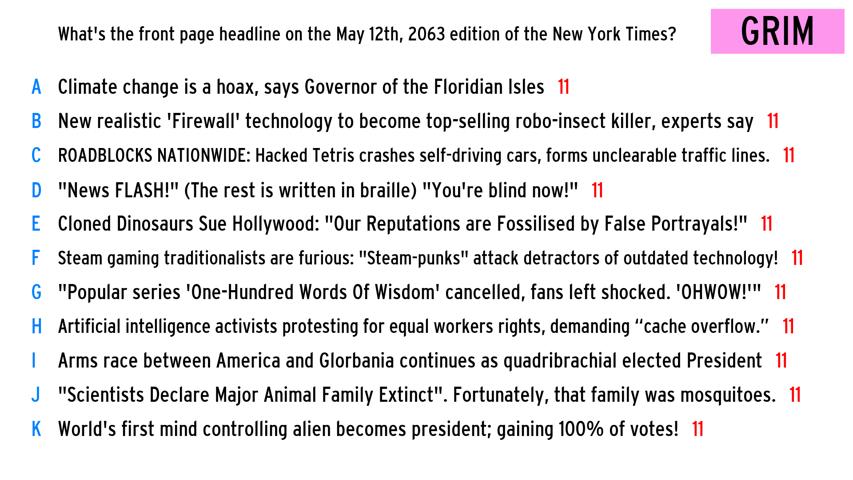 What's the front page headline on the May 12th, 2063 edition of the New York Times?
GRIM
A Climate change is a hoax, says Governor of the Floridian Isles 11
B New realistic 'Firewall' technology to become top-selling robo-insect killer, experts say 11
C ROADBLOCKS NATIONWIDE: Hacked Tetris crashes self-driving cars, forms unclearable traffic lines. 11
D "News FLASH!" (The rest is written in braille) "You're blind now!" 11
E Cloned Dinosaurs Sue Hollywood: "Our Reputations are Fossilised by False Portrayals!" 11
F Steam gaming traditionalists are furious: "Steam-punks" attack detractors of outdated technology! 11
G "Popular series 'One-Hundred Words Of Wisdom' cancelled, fans left shocked. 'OHWOW!'" 11
H Artificial intelligence activists protesting for equal workers rights, demanding “cache overflow.” 11
I Arms race between America and Glorbania continues as quadribrachial elected President 11
J "Scientists Declare Major Animal Family Extinct". Fortunately, that family was mosquitoes. 11
K World's first mind controlling alien becomes president; gaining 100% of votes! 11